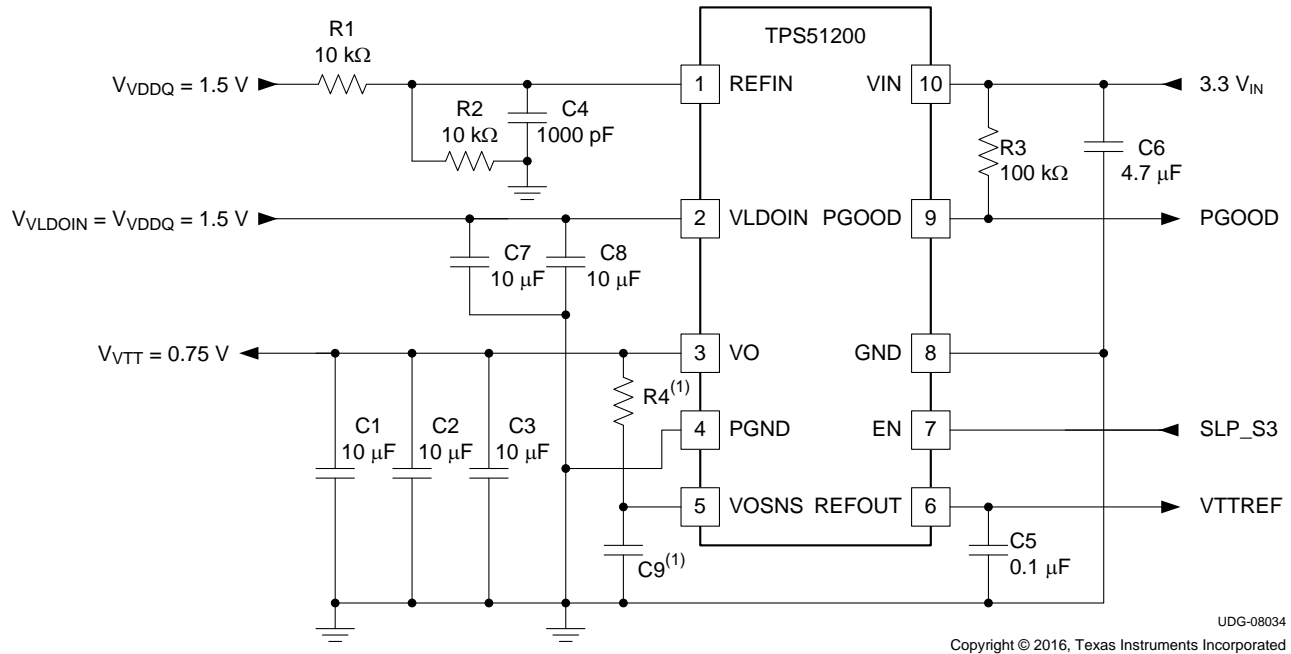 TPS51200
R1
10 kΩ
V_VDDQ = 1.5 V
1
REFIN
VIN
10
3.3 V_IN
R2
10 kΩ
C4
1000 pF
R3
100 kΩ
C6
4.7 μF
V_VLDOIN = V_VDDQ = 1.5 V
2
VLDOIN
PGOOD
9
PGOOD
C7
10 μF
C8
10 μF
V_VTT = 0.75 V
3
VO
GND
8
R4(1)
C1
10 μF
C2
10 μF
C3
10 μF
4
PGND
EN
7
SLP_S3
5
VOSNS
REFOUT
6
VTTREF
C9(1)
C5
0.1 μF
UDG-08034
Copyright © 2016, Texas Instruments Incorporated